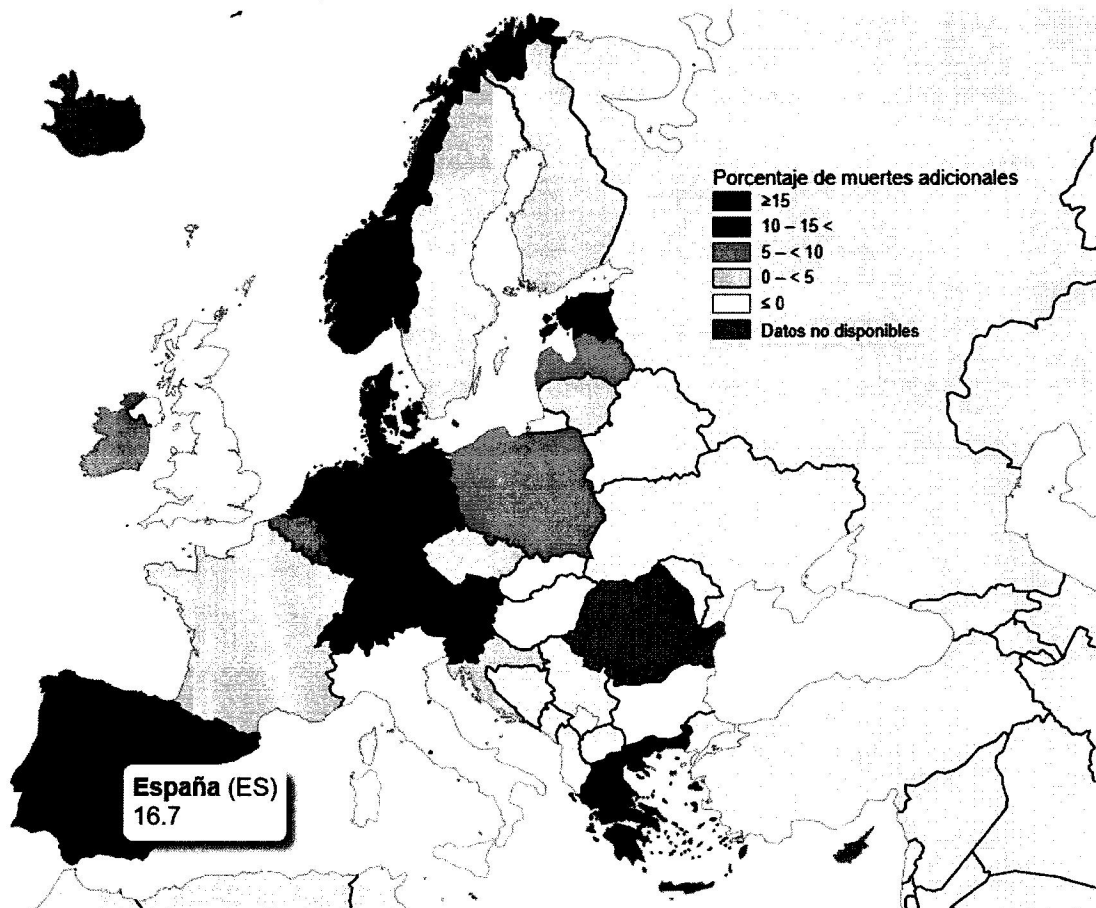 Porcentaje de muertes adicionales
≥15
10 – 15 <
5 – < 10
0 – < 5
≤ 0
Datos no disponibles
España (ES)
16.7